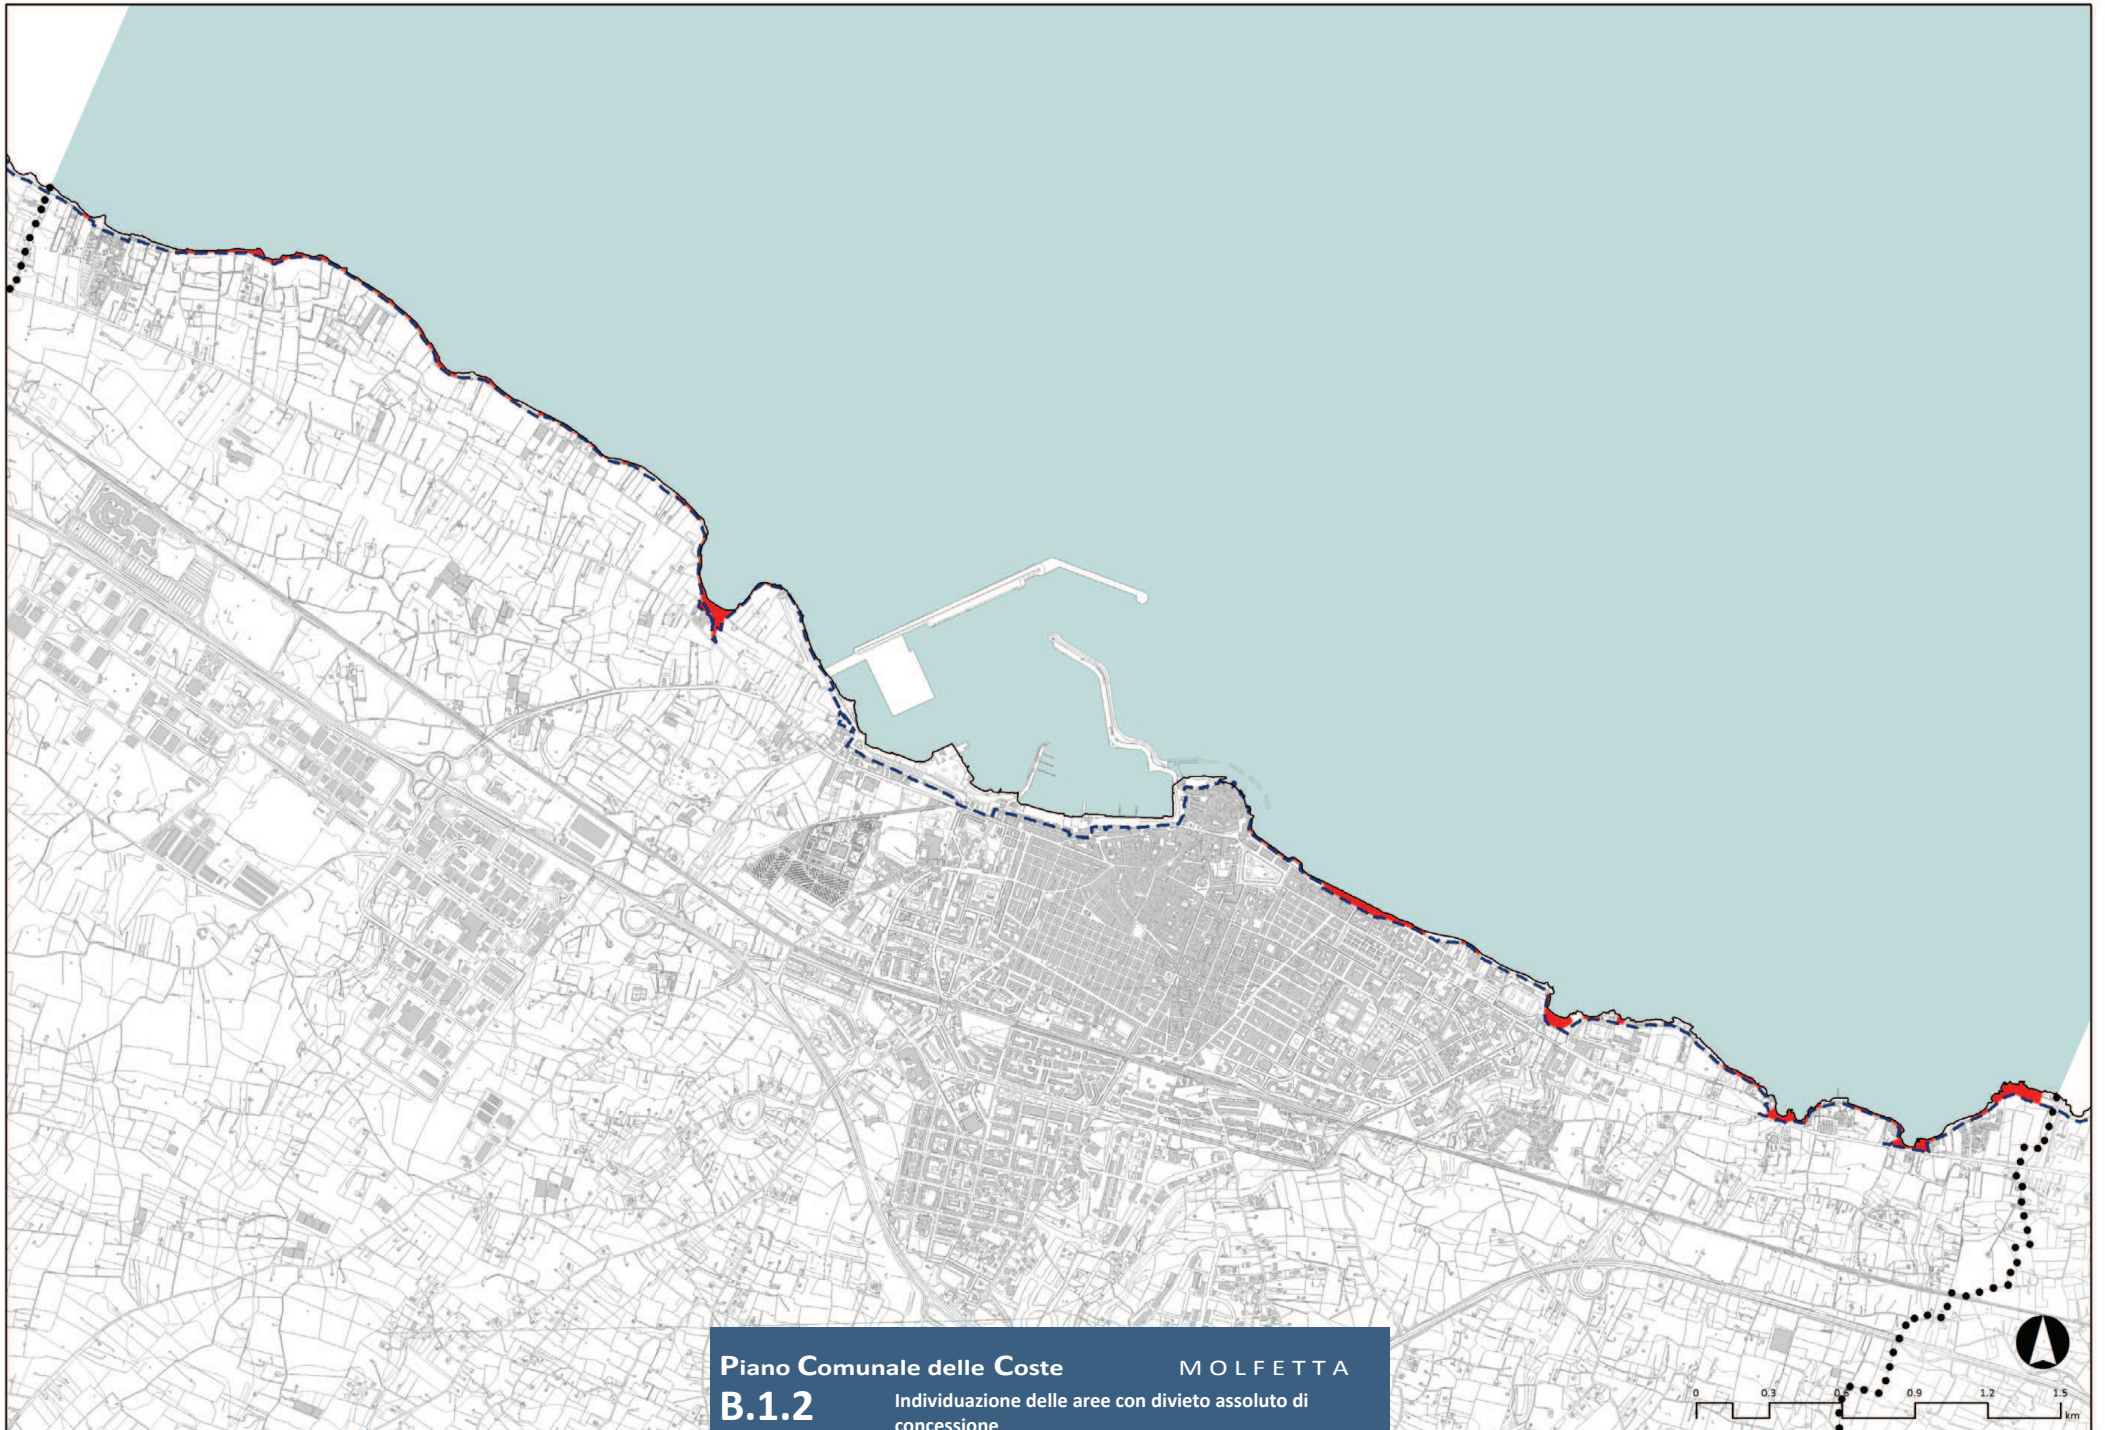 Piano Comunale delle Coste MOLFETTA
B.1.2 Individuazione delle aree con divieto assoluto di
concessione
0 0.3 0.6 0.9 1.2 1.5
km